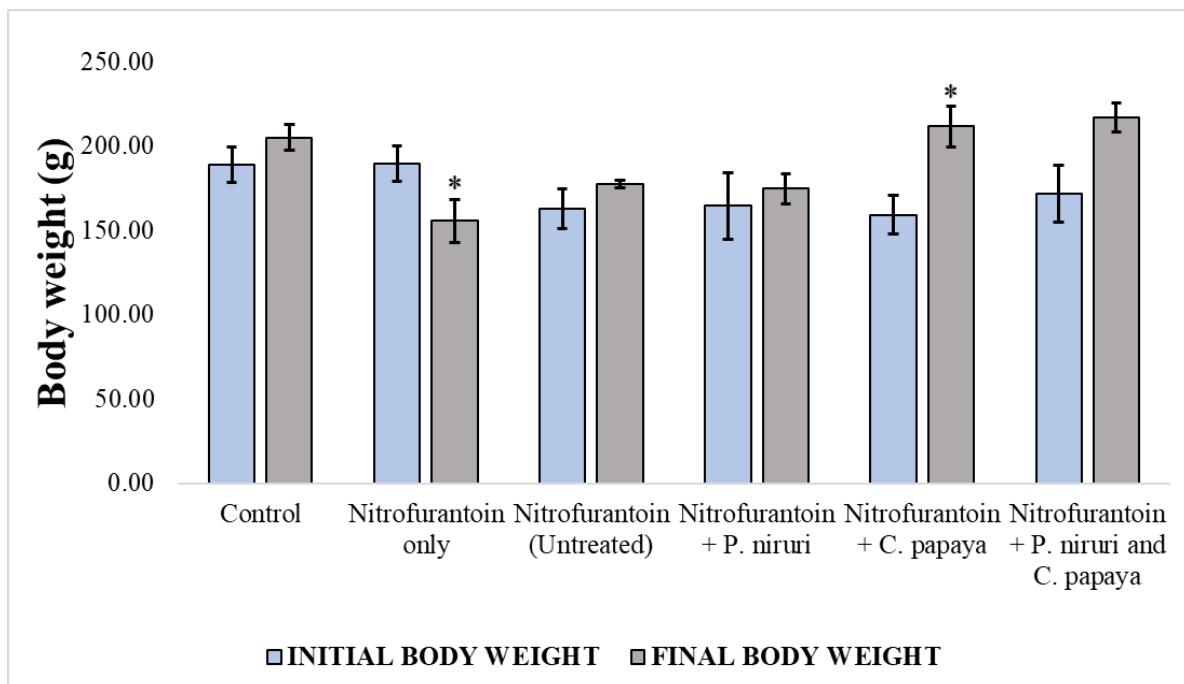 Body weight (g)
250.00
200.00
150.00
100.00
50.00
0.00
*
*
Control
Nitrofurantoin
only
Nitrofurantoin
(Untreated)
Nitrofurantoin
+ P. niruri
Nitrofurantoin
+ C. papaya
Nitrofurantoin
+ P. niruri and
C. papaya
INITIAL BODY WEIGHT
FINAL BODY WEIGHT